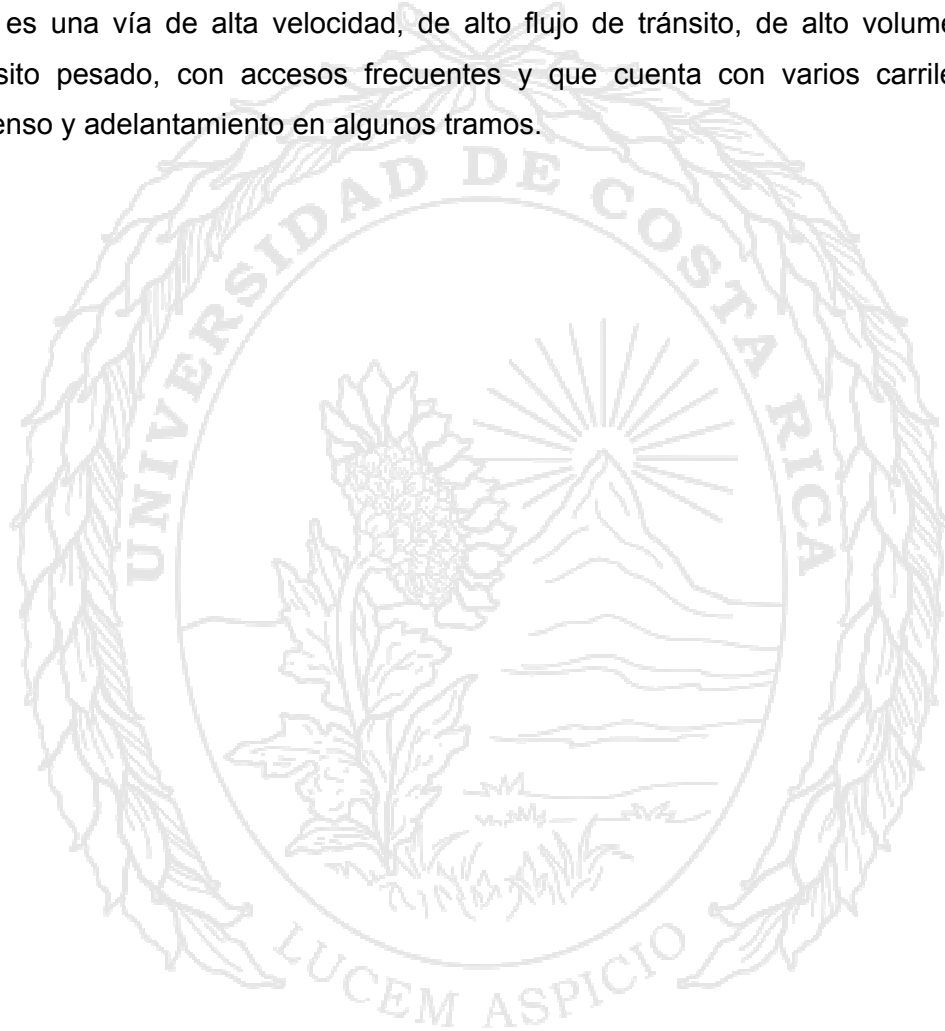 es una vía de alta velocidad, de alto flujo de tránsito, de alto volume
sito pesado, con accesos frecuentes y que cuenta con varios carrile
enso y adelantamiento en algunos tramos.
UNIVERSIDAD DE COSTA RICA
LUCEM ASPICIO